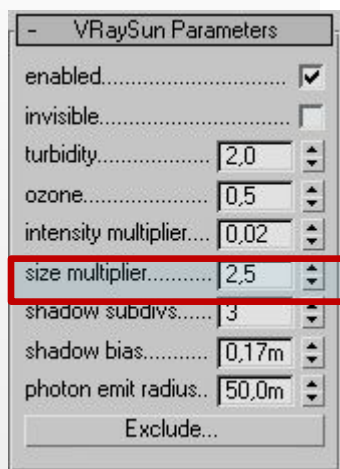 - VRaySun Parameters
enabled..............................
invisible..............................
turbidity.................... 2,0
ozone....................... 0,5
intensity multiplier.... 0,02
size multiplier........... 2,5
shadow subdivs...... 3
shadow bias........... 0,17m
photon emit radius.. 50,0m
Exclude...